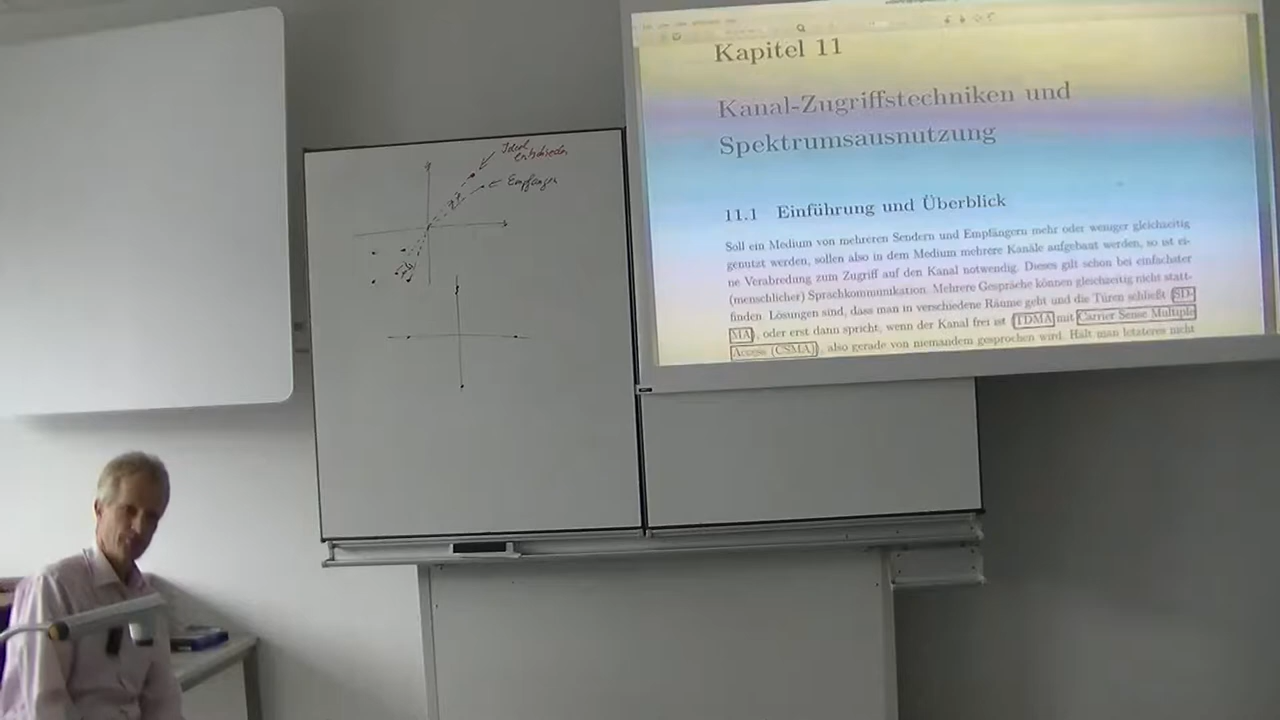 Ideal
entschieden
Empfangen
Kapitel 11
Kanal-Zugriffstechniken und
Spektrumsausnutzung
11.1 Einführung und Überblick
Soll ein Medium von mehreren Sendern und Empfängern mehr oder weniger gleichzeitig
genutzt werden, sollen also in dem Medium mehrere Kanäle aufgebaut werden, so ist ei-
ne Verabredung zum Zugriff auf den Kanal notwendig. Dieses gilt schon bei einfachster
(menschlicher) Sprachkommunikation. Mehrere Gespräche können gleichzeitig nicht statt-
finden. Lösungen sind, dass man in verschiedene Räume geht und die Türen schließt (SD-
MA), oder erst dann spricht, wenn der Kanal frei ist (TDMA mit Carrier Sense Multiple
Access (CSMA)), also gerade von niemandem gesprochen wird. Hält man letzteres nicht